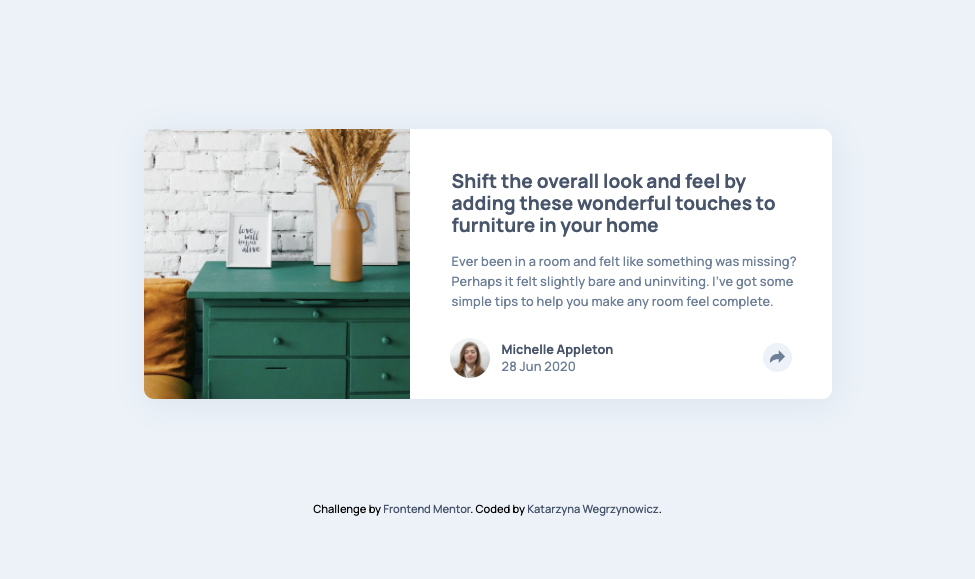 love
will
keep us
alive
Shift the overall look and feel by
adding these wonderful touches to
furniture in your home
Ever been in a room and felt like something was missing?
Perhaps it felt slightly bare and uninviting. I've got some
simple tips to help you make any room feel complete.
Michelle Appleton
28 Jun 2020
Challenge by Frontend Mentor. Coded by Katarzyna Wegrzynowicz.